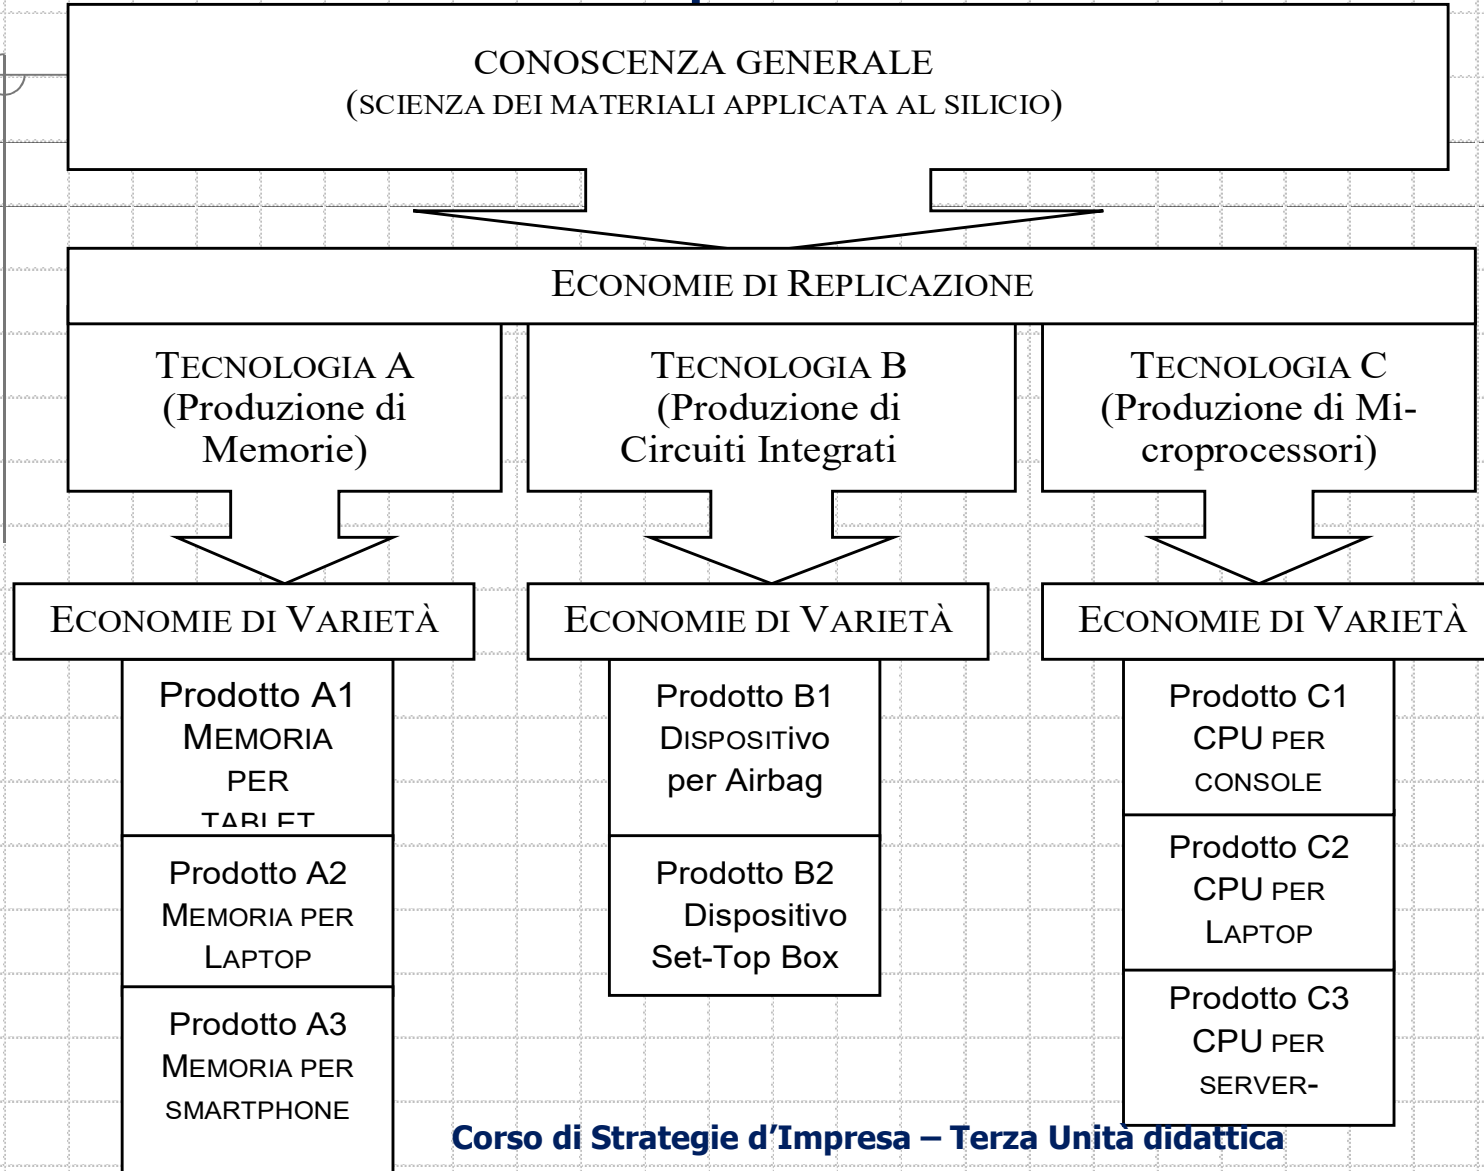 CONOSCENZA GENERALE
(SCIENZA DEI MATERIALI APPLICATA AL SILICIO)
ECONOMIE DI REPLICAZIONE
TECNOLOGIA A
(Produzione di
Memorie)
TECNOLOGIA B
(Produzione di
Circuiti Integrati
TECNOLOGIA C
(Produzione di Mi-
croprocessori)
ECONOMIE DI VARIETÀ
ECONOMIE DI VARIETÀ
ECONOMIE DI VARIETÀ
Prodotto A1
MEMORIA
PER
TABLET
Prodotto A2
MEMORIA PER
LAPTOP
Prodotto A3
MEMORIA PER
SMARTPHONE
Prodotto B1
DISPOSITivo
per Airbag
Prodotto B2
Dispositivo
Set-Top Box
Prodotto C1
CPU PER
CONSOLE
Prodotto C2
CPU PER
LAPTOP
Prodotto C3
CPU PER
SERVER-
Corso di Strategie d'Impresa – Terza Unità didattica